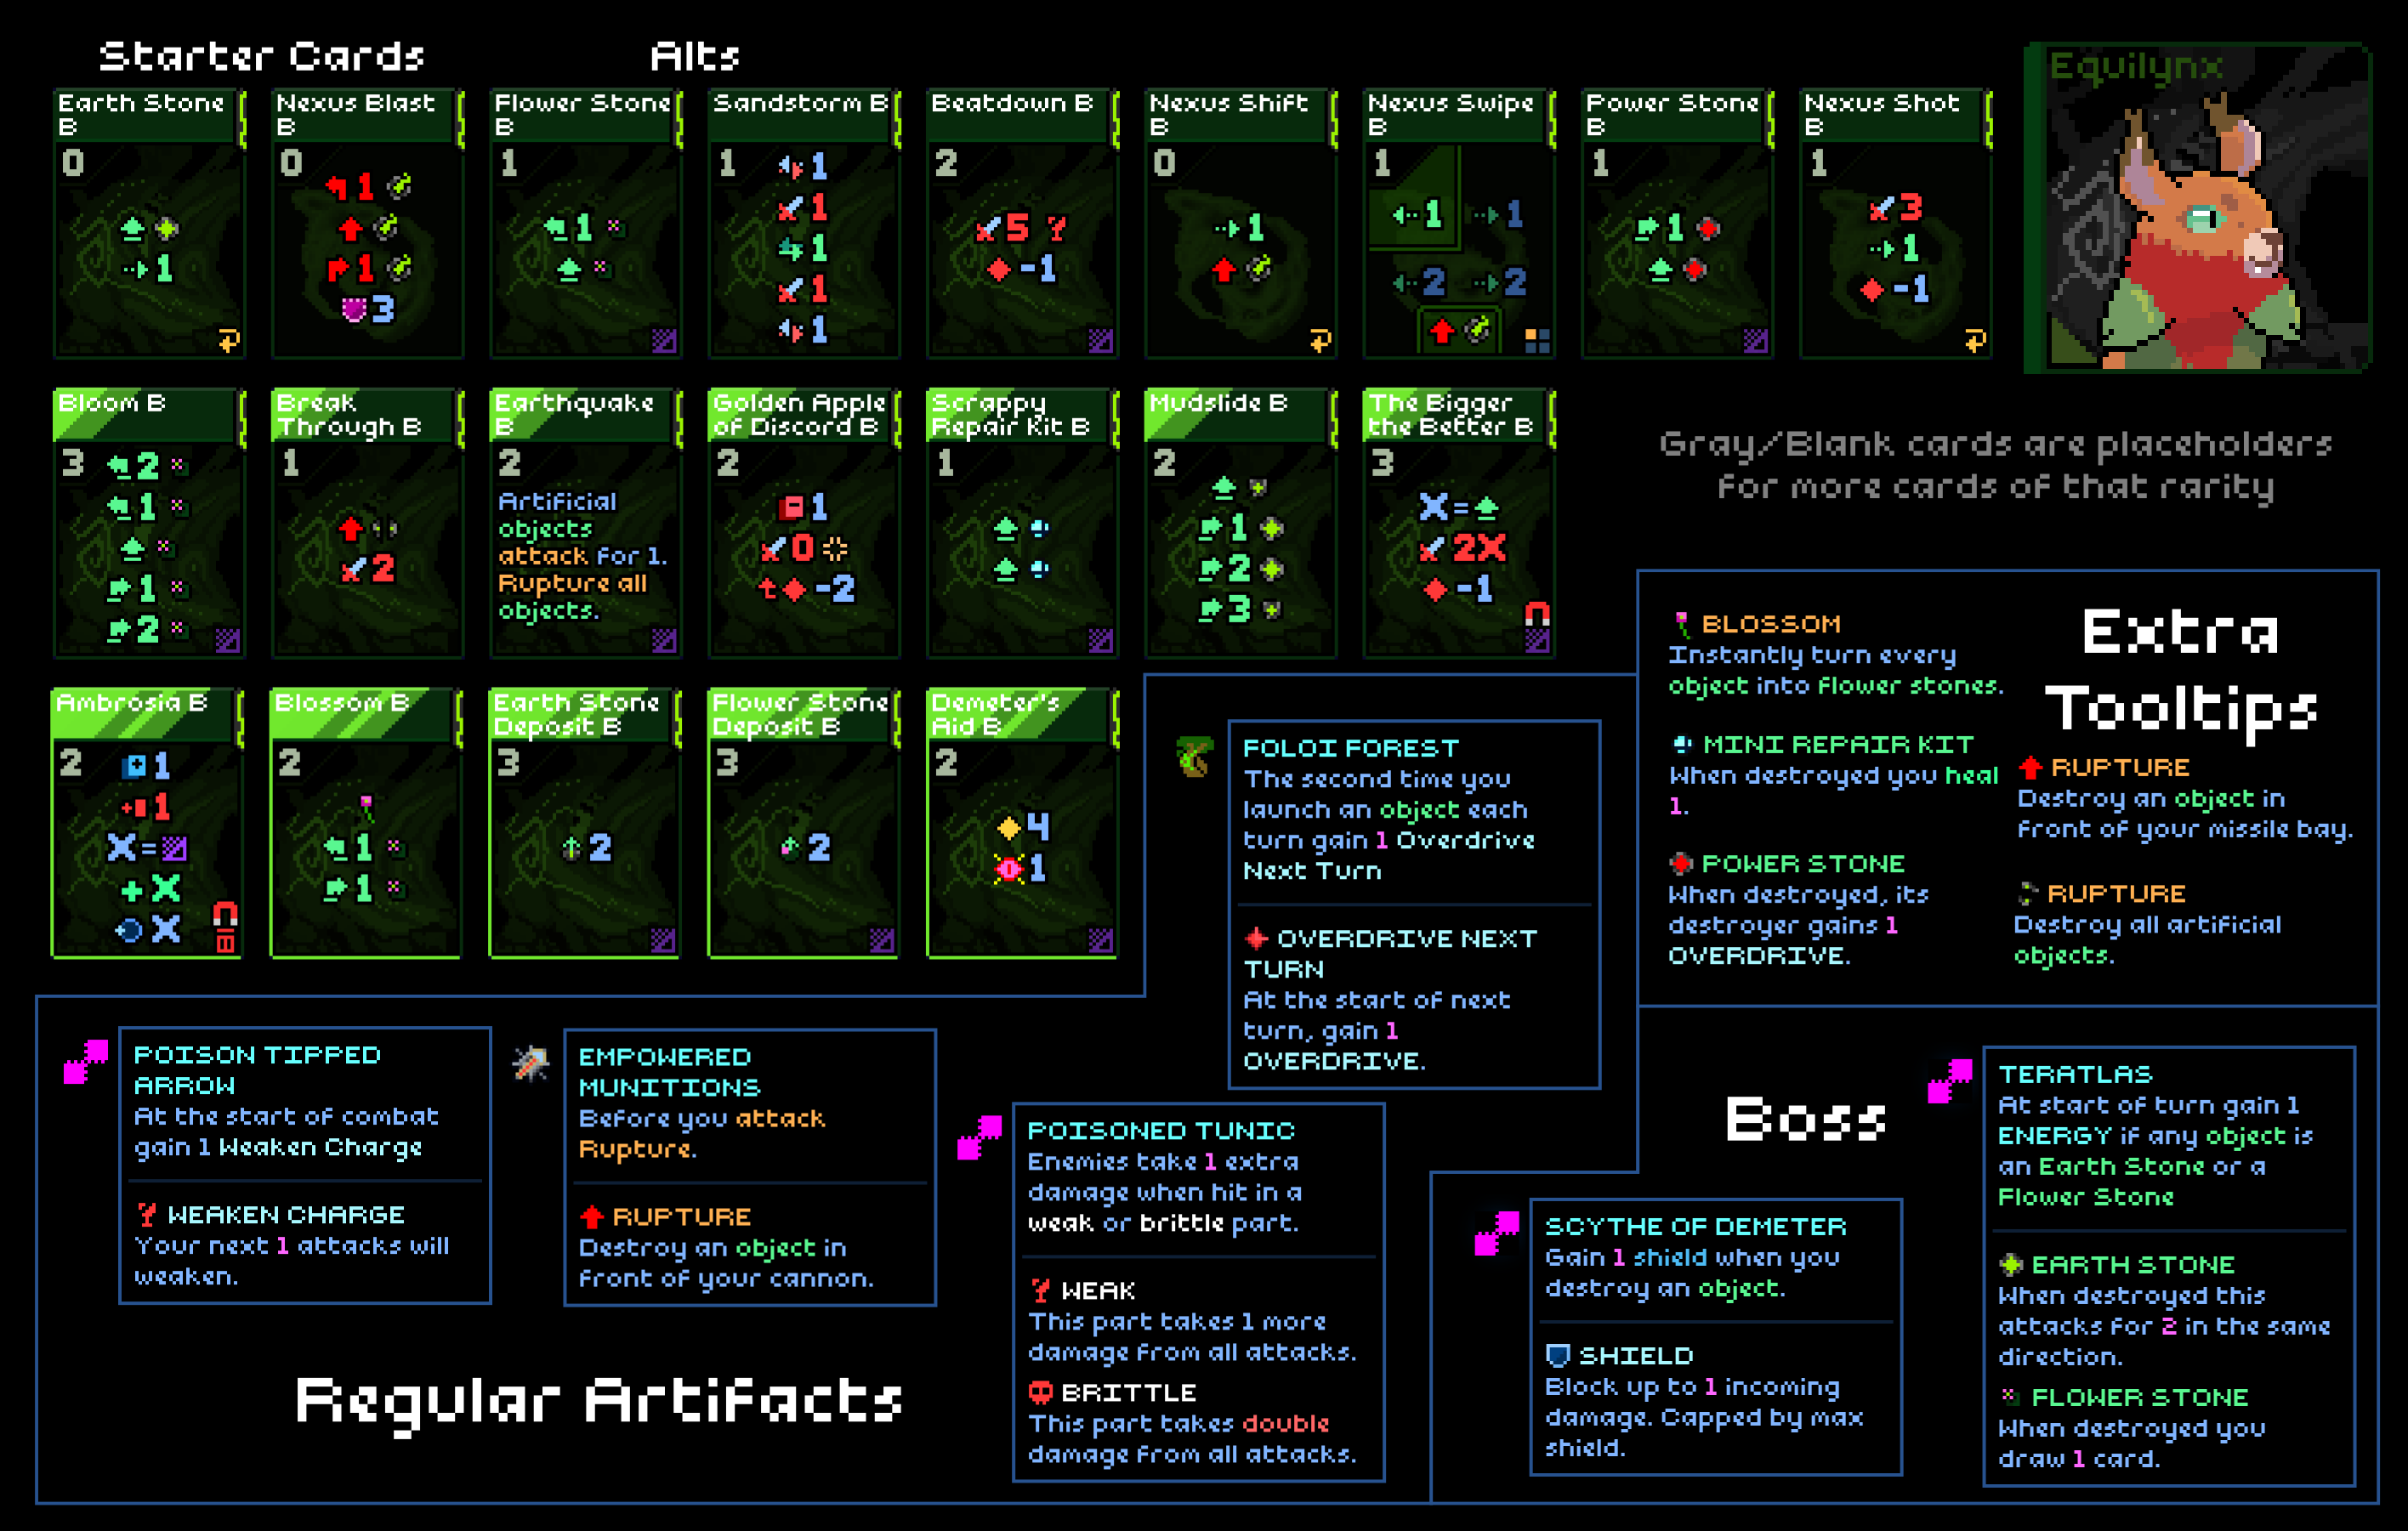 Starter Cards
Alts
Equilynx
Earth Stone
B
0
1
Nexus Blast
B
0
1
1
3
Flower Stone
B
1
1
Sandstorm B
1
1
1
1
1
1
Beatdown B
2
5
-1
Nexus Shift
B
0
1
Nexus Swipe
B
1
1 1
2 2
Power Stone
B
1
1
Nexus Shot
B
1
3
1
-1
Bloom B
3
2
1
1
2
Break
Through B
1
2
Earthquake
B
2
Artificial
objects
attack for 1.
Rupture all
objects.
Golden Apple
of Discord B
2
1
0
t -2
Scrappy
Repair Kit B
1
Mudslide B
2
1
2
3
The Bigger
the Better B
3
X=
2X
-1
Gray/Blank cards are placeholders
for more cards of that rarity
Ambrosia B
2
1
+ 1
X=
+ X
X
Blossom B
2
1
1
Earth Stone
Deposit B
3
2
Flower Stone
Deposit B
3
2
Demeter's
Aid B
2
4
1
FOLOI FOREST
The second time you
launch an object each
turn gain 1 Overdrive
Next Turn
OVERDRIVE NEXT
TURN
At the start of next
turn, gain 1
OVERDRIVE.
Extra
Tooltips
BLOSSOM
Instantly turn every
object into flower stones.
MINI REPAIR KIT
When destroyed you heal
1.
POWER STONE
When destroyed, its
destroyer gains 1
OVERDRIVE.
RUPTURE
Destroy an object in
front of your missile bay.
RUPTURE
Destroy all artificial
objects.
Regular Artifacts
POISON TIPPED
ARROW
At the start of combat
gain 1 Weaken Charge
WEAKEN CHARGE
Your next 1 attacks will
weaken.
EMPOWERED
MUNITIONS
Before you attack
Rupture.
RUPTURE
Destroy an object in
front of your cannon.
POISONED TUNIC
Enemies take 1 extra
damage when hit in a
weak or brittle part.
WEAK
This part takes 1 more
damage from all attacks.
BRITTLE
This part takes double
damage from all attacks.
Boss
SCYTHE OF DEMETER
Gain 1 shield when you
destroy an object.
SHIELD
Block up to 1 incoming
damage. Capped by max
shield.
TERATLAS
At start of turn gain 1
ENERGY if any object is
an Earth Stone or a
Flower Stone
EARTH STONE
When destroyed this
attacks for 2 in the same
direction.
FLOWER STONE
When destroyed you
draw 1 card.